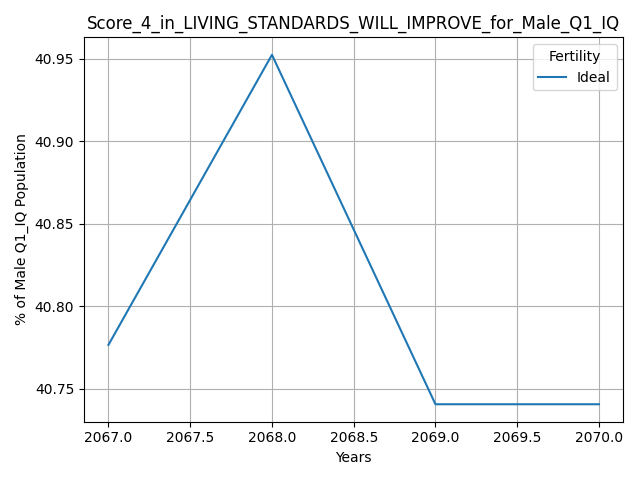 Score_4_in_LIVING_STANDARDS_WILL_IMPROVE_for_Male_Q1_IQ
Fertility
Ideal
% of Male Q1_IQ Population
40.95
40.90
40.85
40.80
40.75
2067.0 2067.5 2068.0 2068.5 2069.0 2069.5 2070.0
Years